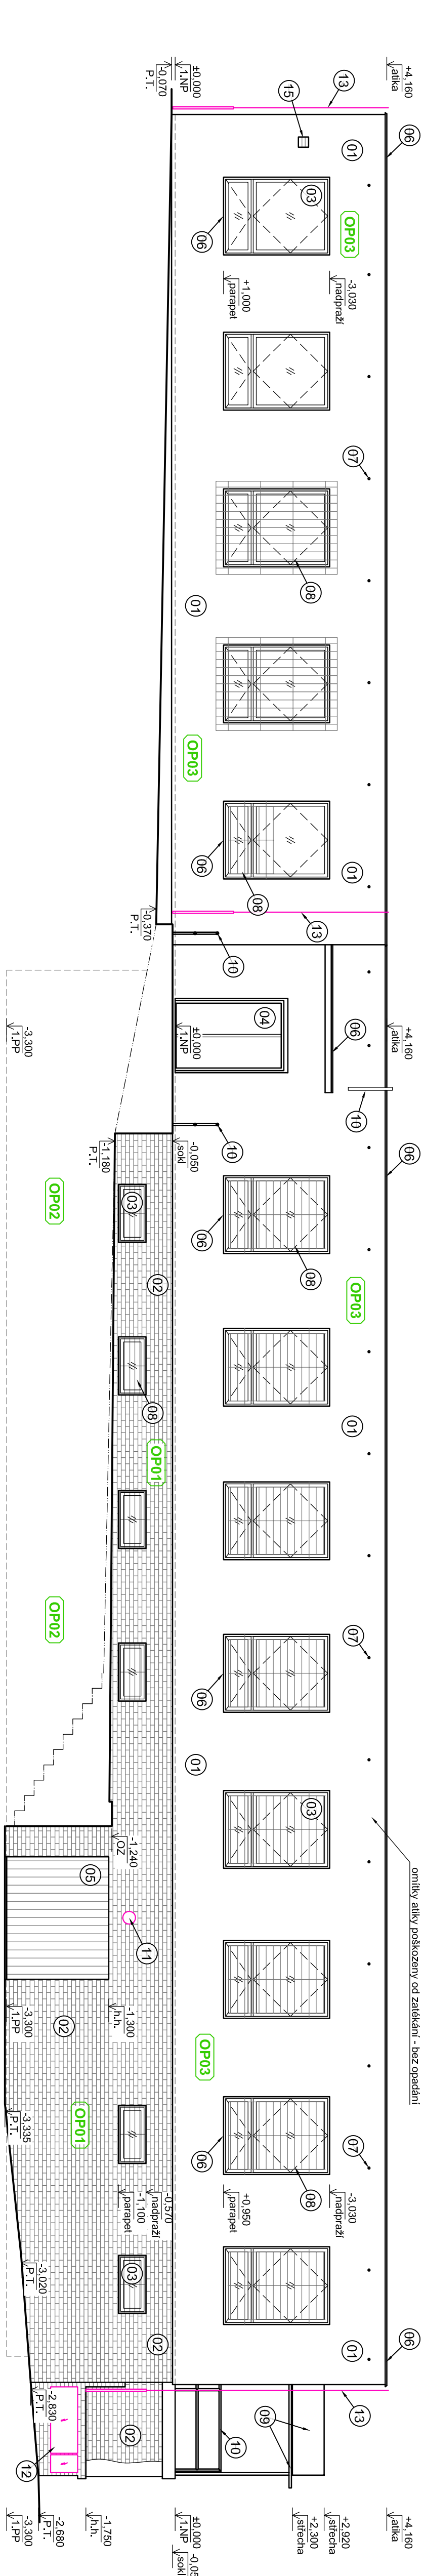 +4,160
atika
±0,000
1.NP
-0,070
P.T.
13
15
01
06
03
06
OP03
+1,000
parapet
-3,030
nadpraží
07
08
01
OP03
06
08
01
-0,370
P.T.
13
10
-3,300
1.PP
±0,000
1.NP
04
06
+4,160
atika
10
10
06
-1,180
P.T.
-0,050
sokl
OP02
03
02
06
08
OP03
08
OP01
01
OP02
06
07
01
03
omítky atiky poškozeny od zatékání - bez opadání
-1,240
OZ
05
11
-3,300
1.PP
-1,300
h.h.
02
OP03
-3,335
P.T.
OP01
-1,100
parapet
-0,570
nadpraží
06
+0,950
parapet
08
-3,030
nadpraží
07
-3,020
P.T.
03
02
01
06
-2,830
P.T.
12
02
10
09
13
-3,300
1.PP
-2,680
P.T.
-1,750
h.h.
±0,000
1.NP
-0,05
sokl
+2,300
střecha
+2,920
střecha
+4,160
atika